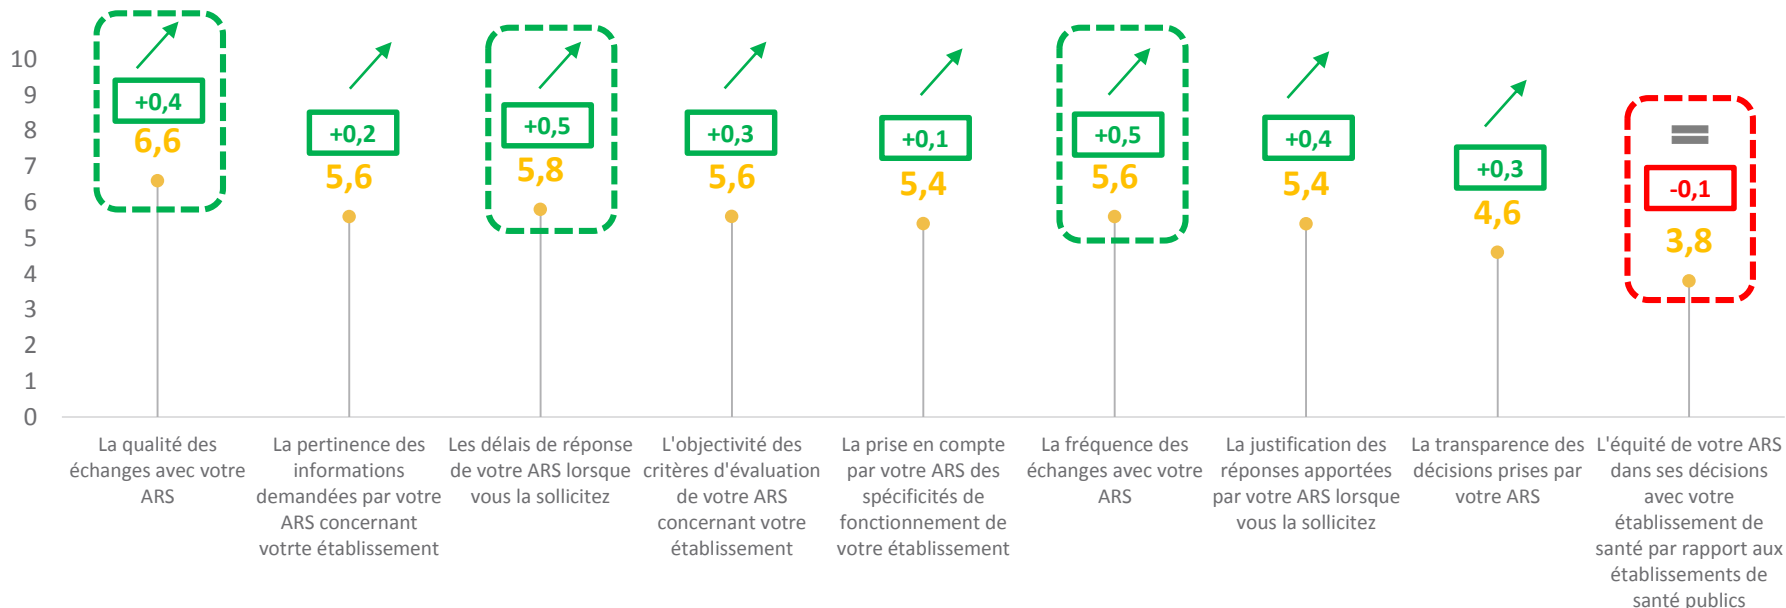 10
9
8
7
6
5
4
3
2
1
0
+0,4
6,6
+0,2
5,6
+0,5
5,8
+0,3
5,6
+0,1
5,4
+0,5
5,6
+0,4
5,4
+0,3
4,6
-0,1
3,8
La qualité des
échanges avec votre
ARS
La pertinence des
informations
demandées par votre
ARS concernant
votrte établissement
Les délais de réponse
de votre ARS lorsque
vous la sollicitez
L'objectivité des
critères d'évaluation
de votre ARS
concernant votre
établissement
La prise en compte
par votre ARS des
spécificités de
fonctionnement de
votre établissement
La fréquence des
échanges avec votre
ARS
La justification des
réponses apportées
par votre ARS lorsque
vous la sollicitez
La transparence des
décisions prises par
votre ARS
L'équité de votre ARS
dans ses décisions
avec votre
établissement de
santé par rapport aux
établissements de
santé publics